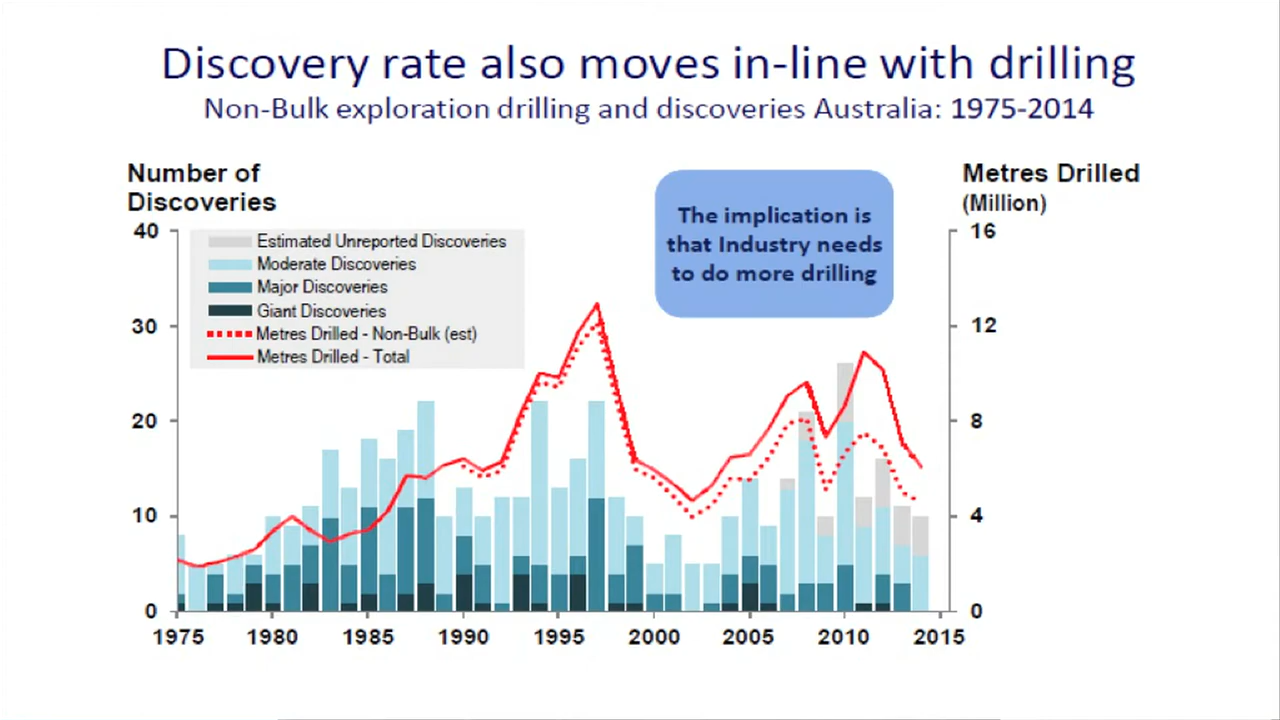 Discovery rate also moves in-line with drilling
Non-Bulk exploration drilling and discoveries Australia: 1975-2014
Number of
Discoveries
Metres Drilled
(Million)
The implication is
that Industry needs
to do more drilling
Estimated Unreported Discoveries
Moderate Discoveries
Major Discoveries
Giant Discoveries
Metres Drilled - Non-Bulk (est)
Metres Drilled - Total
40
30
20
10
0
16
12
8
4
0
1975 1980 1985 1990 1995 2000 2005 2010 2015